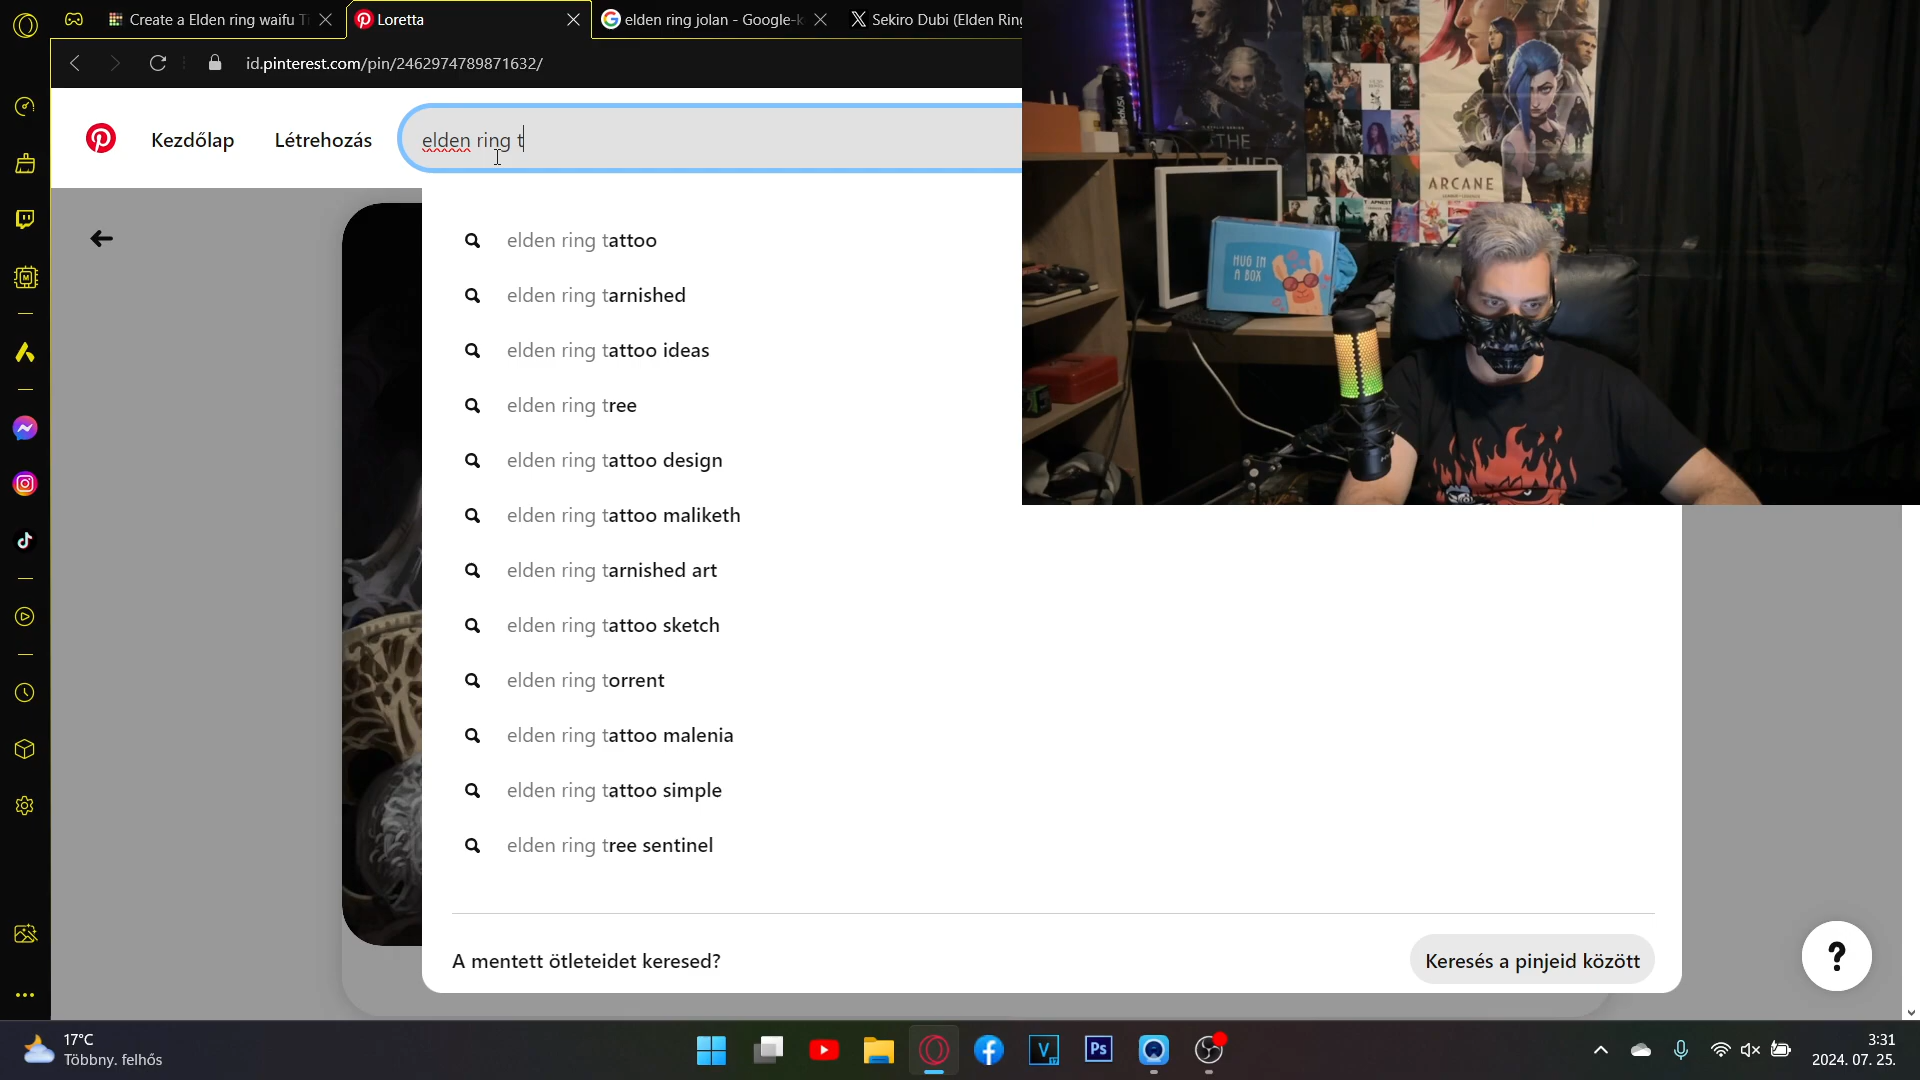 Create a Elden ring waifu Ti
Loretta
elden ring jolan - Google-k
Sekiro Dubi (Elden Ring
id.pinterest.com/pin/2462974789871632/
Kezdőlap
Létrehozás
elden ring t
elden ring tattoo
elden ring tarnished
elden ring tattoo ideas
elden ring tree
elden ring tattoo design
elden ring tattoo maliketh
elden ring tarnished art
elden ring tattoo sketch
elden ring torrent
elden ring tattoo malenia
elden ring tattoo simple
elden ring tree sentinel
A mentett ötleteidet keresed?
Keresés a pinjeid között
?
THE
ARCANE
HUG IN
A BOX
17°C
Többny. felhős
V
Ps
3:31
2024. 07. 25.